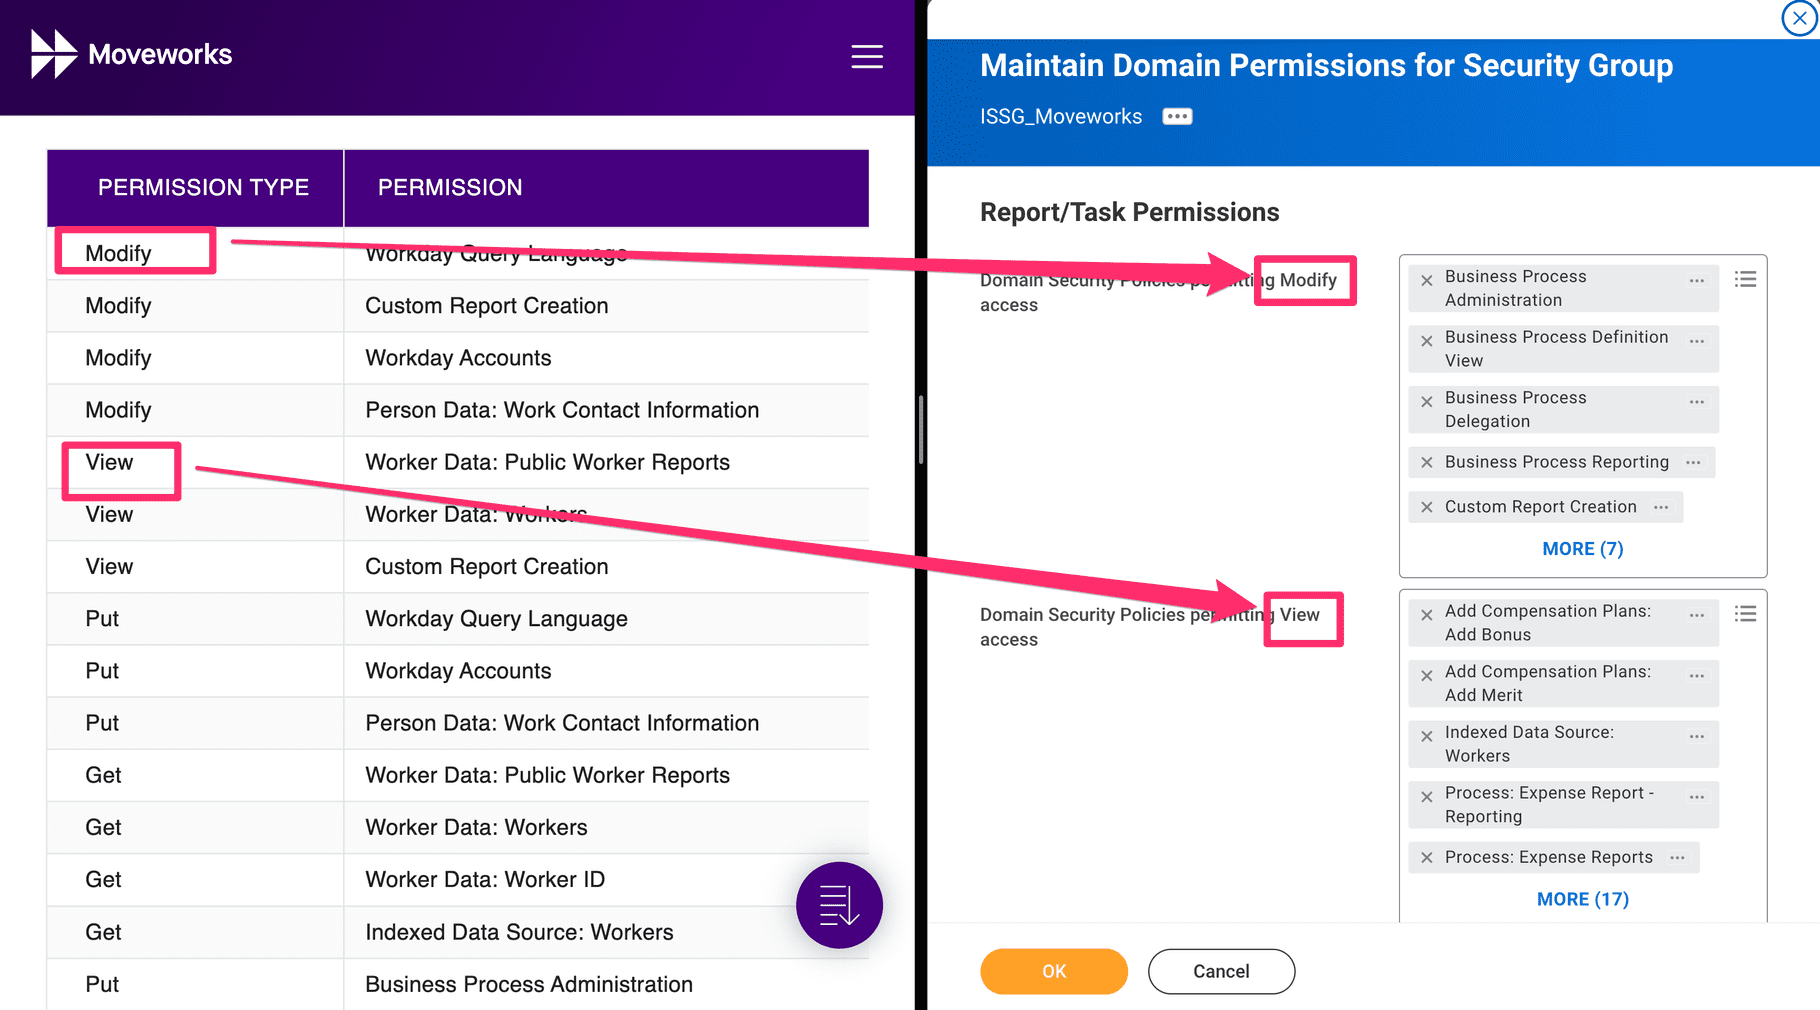 Moveworks
PERMISSION TYPE PERMISSION
Modify Workday Query Language
Modify Custom Report Creation
Modify Workday Accounts
Modify Person Data: Work Contact Information
View Worker Data: Public Worker Reports
View Worker Data: Workers
View Custom Report Creation
Put Workday Query Language
Put Workday Accounts
Put Person Data: Work Contact Information
Get Worker Data: Public Worker Reports
Get Worker Data: Workers
Get Worker Data: Worker ID
Get Indexed Data Source: Workers
Put Business Process Administration
Maintain Domain Permissions for Security Group
ISSG_Moveworks
Report/Task Permissions
Domain Security Policies permitting Modify
access
Business Process
Administration
Business Process Definition
View
Business Process
Delegation
Business Process Reporting
Custom Report Creation
MORE (7)
Domain Security Policies permitting View
access
Add Compensation Plans:
Add Bonus
Add Compensation Plans:
Add Merit
Indexed Data Source:
Workers
Process: Expense Report -
Reporting
Process: Expense Reports
MORE (17)
OK
Cancel